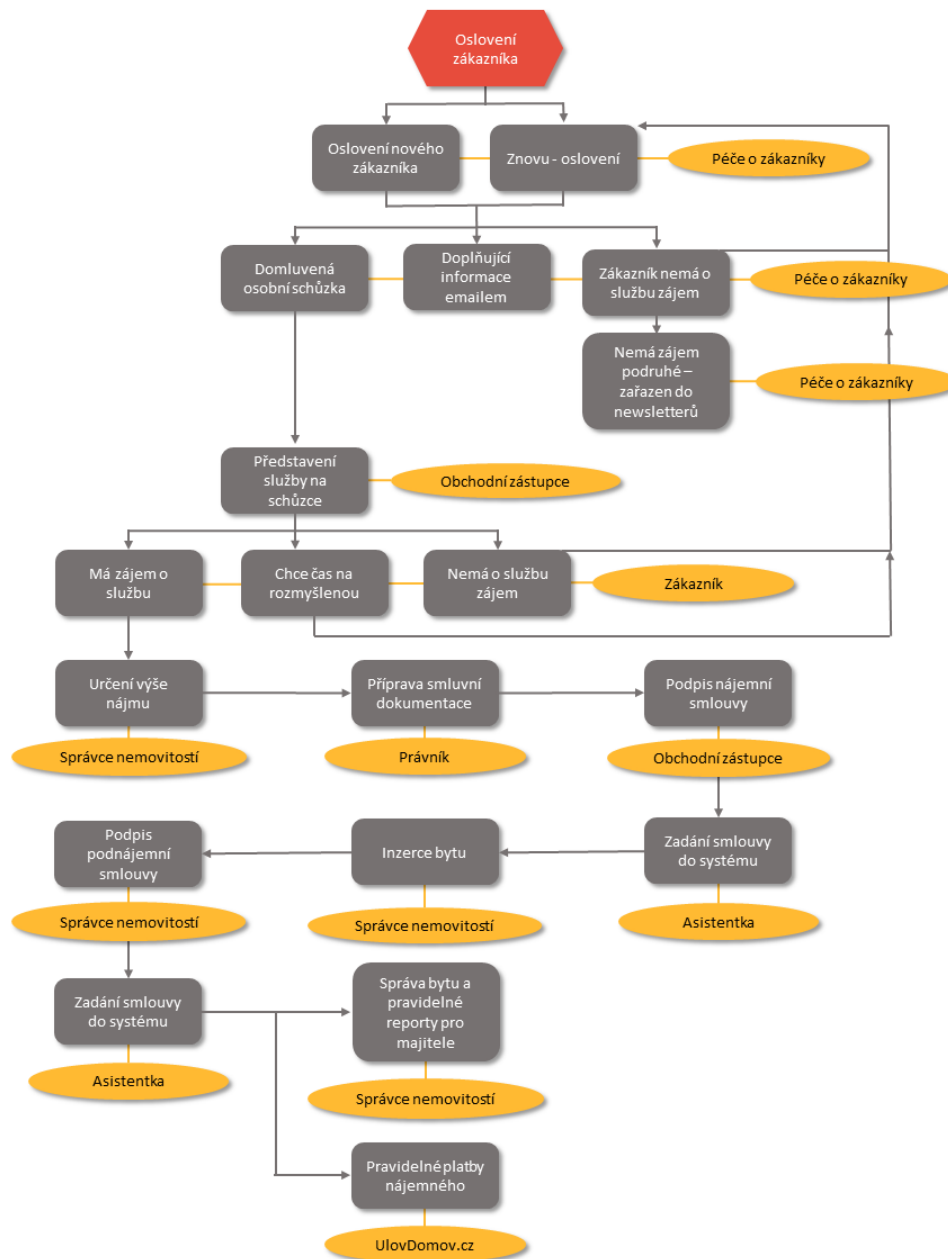 Oslovení
zákazníka
Oslovení nového
zákazníka
Znovu - oslovení
Péče o zákazníky
Domluvená
osobní schůzka
Doplňující
informace
emailem
Zákazník nemá o
službu zájem
Péče o zákazníky
Nemá zájem
podruhé –
zařazen do
newsletterů
Péče o zákazníky
Představení
služby na
schůzce
Obchodní zástupce
Má zájem o
službu
Chce čas na
rozmyšlenou
Nemá o službu
zájem
Zákazník
Určení výše
nájmu
Příprava smluvní
dokumentace
Podpis nájemní
smlouvy
Správce nemovitostí
Právník
Obchodní zástupce
Podpis
podnájemní
smlouvy
Inzerce bytu
Zadání smlouvy
do systému
Správce nemovitostí
Správce nemovitostí
Asistentka
Zadání smlouvy
do systému
Správa bytu a
pravidelné
reporty pro
majitele
Asistentka
Správce nemovitostí
Pravidelné platby
nájemného
UlovDomov.cz